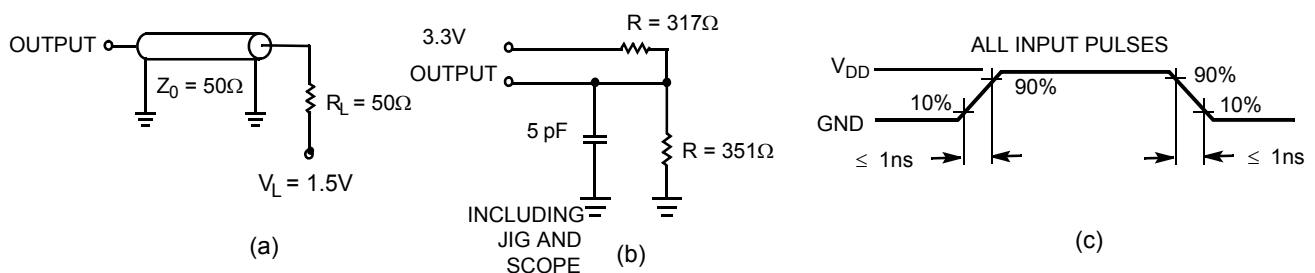 OUTPUT
Z0 = 50Ω
RL = 50Ω
VL = 1.5V
(a)
R = 317Ω
3.3V
OUTPUT
5 pF
R = 351Ω
INCLUDING
JIG AND
SCOPE
(b)
ALL INPUT PULSES
VDD
90%
90%
10%
10%
GND
≤ 1ns
≤ 1ns
(c)